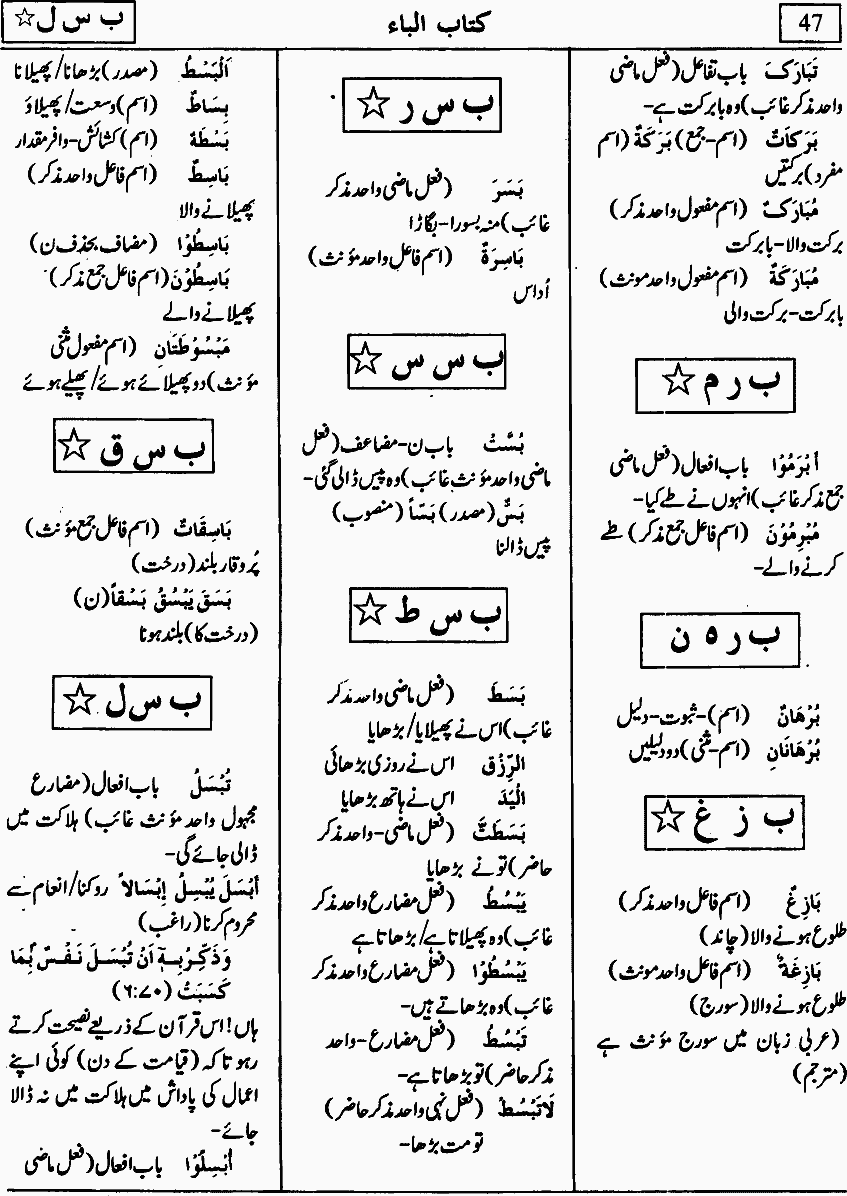 47
کتاب الباء
ب س ل ☆
تَبَارَکَ باب تفاعل (فعل ماضی
واحد مذکر غائب) وہ بابرکت ہے-
بَرَکَاتٌ (اسم-جمع) بَرَکَةٌ (اسم
مفرد) برکتیں
مُبَارَکٌ (اسم مفعول واحد مذکر)
برکت والا-بابرکت
مُبَارَکَةٌ (اسم مفعول واحد مونث)
بابرکت-برکت والی
ب ر م ☆
أَبْرَمُوْا باب افعال (فعل ماضی
جمع مذکر غائب) انہوں نے طے کیا-
مُبْرِمُوْنَ (اسم فاعل جمع مذکر) طے
کرنے والے-
ب ر ه ن
بُرْهَانٌ (اسم)-ثبوت-دلیل
بُرْهَانَانِ (اسم-مثنی) دو دلیلیں
ب ز غ ☆
بَازِغٌ (اسم فاعل واحد مذکر)
طلوع ہونے والا (چاند)
بَازِغَةٌ (اسم فاعل واحد مونث)
طلوع ہونے والا (سورج)
(عربی زبان میں سورج مؤنث ہے
(مترجم)
ب س ر ☆
بَسَرَ (فعل ماضی واحد مذکر
غائب) منہ بسورا-بگاڑا
بَاسِرَةٌ (اسم فاعل واحد مؤنث)
اُداس
ب س س ☆
بُسَّتْ باب ن-مضاعف (فعل
ماضی واحد مؤنث غائب) وہ پیس ڈالی گئی-
بَسٌّ (مصدر) بَسّاً (منصوب)
پیس ڈالنا
ب س ط ☆
بَسَطَ (فعل ماضی واحد مذکر
غائب) اس نے پھیلایا/بڑھایا
الرِّزْقَ اس نے روزی بڑھائی
الْیَدَ اس نے ہاتھ بڑھایا
بَسَطْتَّ (فعل ماضی-واحد مذکر
حاضر) تو نے بڑھایا
یَبْسُطُ (فعل مضارع واحد مذکر
غائب) وہ پھیلاتا ہے/بڑھاتا ہے
یَبْسُطُوْا (فعل مضارع واحد مذکر
غائب) وہ بڑھاتے ہیں-
تَبْسُطُ (فعل مضارع-واحد
مذکر حاضر) تو بڑھاتا ہے-
لَاتَبْسُطْ (فعل نہی واحد مذکر حاضر)
تو مت بڑھا-
اَلْبَسْطُ (مصدر) بڑھانا/پھیلانا
بِسَاطٌ (اسم) وسعت/پھیلاؤ
بَسْطَةٌ (اسم) کشائش-وافر مقدار
بَاسِطٌ (اسم فاعل واحد مذکر)
پھیلانے والا
بَاسِطُوْا (مضاف بحذف ن)
بَاسِطُوْنَ (اسم فاعل جمع مذکر)
پھیلانے والے
مَبْسُوْطَتَانِ (اسم مفعول مثنی
مؤنث) دو پھیلائے ہوئے/پھیلے ہوئے
ب س ق ☆
بَاسِقَاتٌ (اسم فاعل جمع مؤنث)
پُر وقار بلند (درخت)
بَسَقَ یَبْسُقُ بَسْقاً (ن)
(درخت کا) بلند ہونا
ب س ل ☆
تُبْسَلُ باب افعال (مضارع
مجہول واحد مؤنث غائب) ہلاکت میں
ڈالی جائے گی-
أَبْسَلَ یُبْسِلُ اِبْسَالاً روکنا/انعام سے
محروم کرنا (راغب)
وَذَکِّرْ بِهٖٓ اَنْ تُبْسَلَ نَفْسٌ بِّمَا
کَسَبَتْ (۶:۷۰)
ہاں! اس قرآن کے ذریعے نصیحت کرتے
رہو تاکہ (قیامت کے دن) کوئی اپنے
اعمال کی پاداش میں ہلاکت میں نہ ڈالا
جائے-
أُبْسِلُوْا باب افعال (فعل ماضی